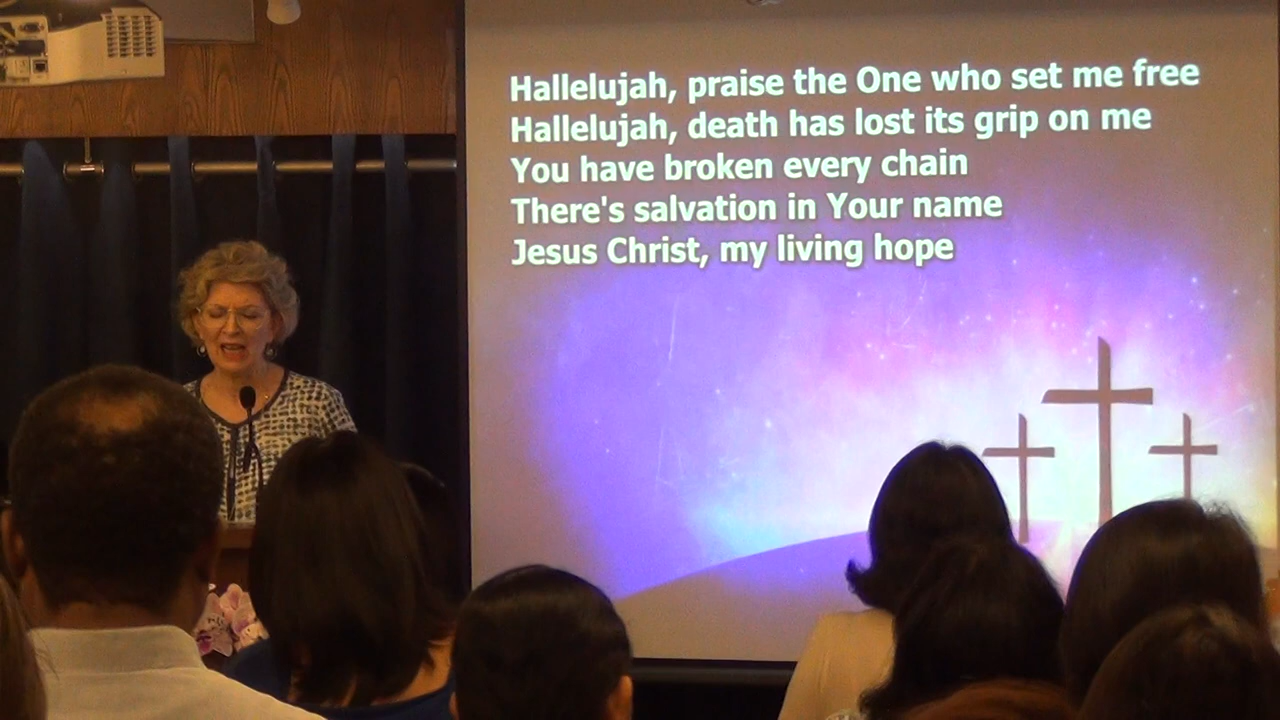 Hallelujah, praise the One who set me free
Hallelujah, death has lost its grip on me
You have broken every chain
There's salvation in Your name
Jesus Christ, my living hope